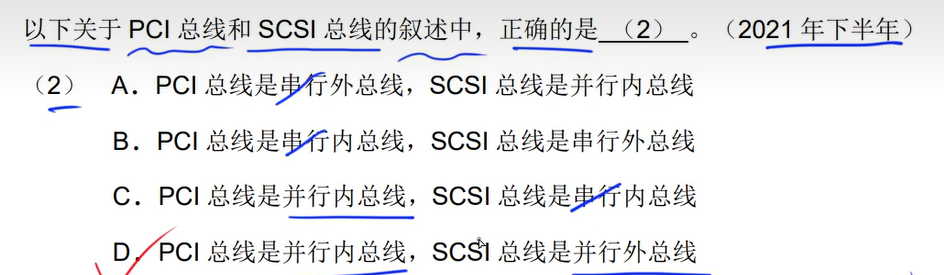 以下关于 PCI 总线和 SCSI 总线的叙述中，正确的是（2）。（2021 年下半年）
（2） A．PCI 总线是串行外总线，SCSI 总线是并行内总线
B．PCI 总线是串行内总线，SCSI 总线是串行外总线
C．PCI 总线是并行内总线，SCSI 总线是串行内总线
D．PCI 总线是并行内总线，SCSI 总线是并行外总线